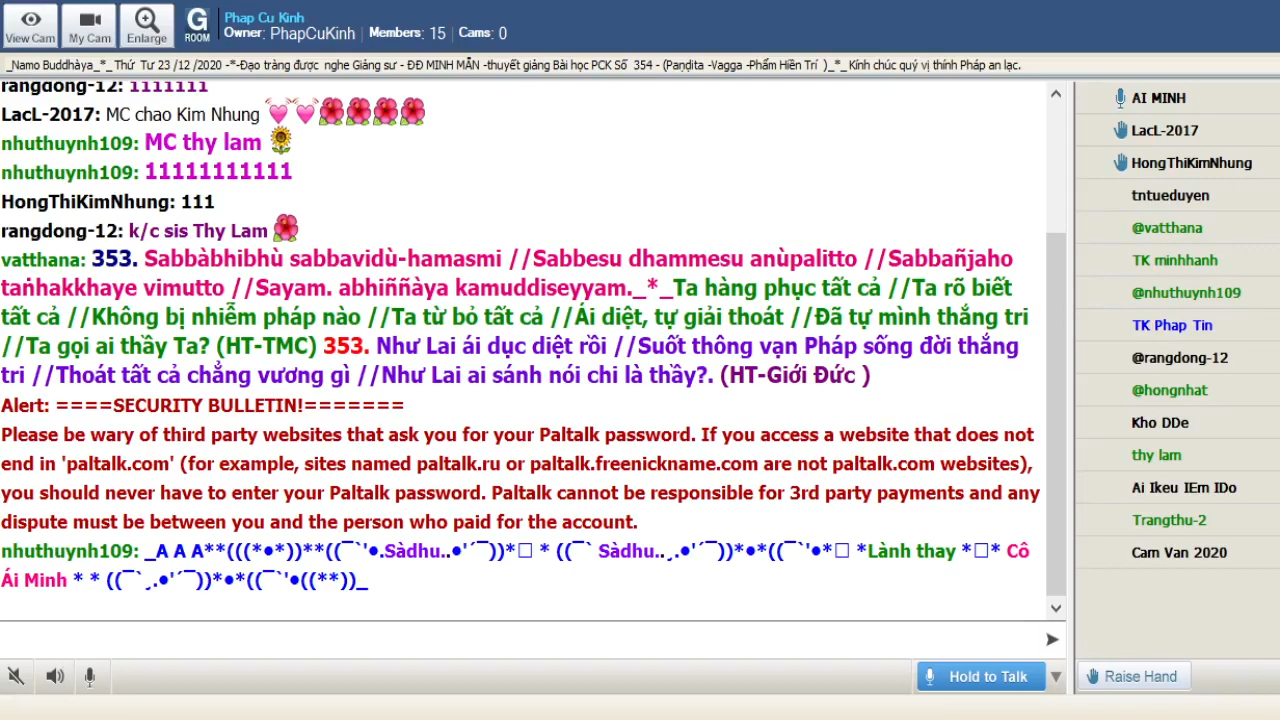 View Cam
My Cam
Enlarge
G
ROOM
Phap Cu Kinh
Owner: PhapCuKinh | Members: 15 | Cams: 0
_Namo Buddhàya_*_ Thứ Tư 23 /12 /2020 -*-Đạo tràng được nghe Giảng sư - ĐĐ MINH MẪN -thuyết giảng Bài học PCK Số 354 - (Paṇḍita -Vagga -Phẩm Hiền Trí )_*_ Kính chúc quý vị thính Pháp an lạc.
rangdong-12: 1111111
LacL-2017: MC chao Kim Nhung
nhuthuynh109: MC thy lam
nhuthuynh109: 11111111111
HongThiKimNhung: 111
rangdong-12: k/c sis Thy Lam
vatthana: 353. Sabbàbhibhù sabbavidù-hamasmi //Sabbesu dhammesu anùpalitto //Sabbañjaho
taṅhakkhaye vimutto //Sayam. abhiññàya kamuddiseyyam._*_Ta hàng phục tất cả //Ta rõ biết
tất cả //Không bị nhiễm pháp nào //Ta từ bỏ tất cả //Ái diệt, tự giải thoát //Đã tự mình thắng tri
//Ta gọi ai thầy Ta? (HT-TMC) 353. Như Lai ái dục diệt rồi //Suốt thông vạn Pháp sống đời thắng
tri //Thoát tất cả chẳng vương gì //Như Lai ai sánh nói chi là thầy?. (HT-Giới Đức )
Alert: ====SECURITY BULLETIN!=======
Please be wary of third party websites that ask you for your Paltalk password. If you access a website that does not
end in 'paltalk.com' (for example, sites named paltalk.ru or paltalk.freenickname.com are not paltalk.com websites),
you should never have to enter your Paltalk password. Paltalk cannot be responsible for 3rd party payments and any
dispute must be between you and the person who paid for the account.
nhuthuynh109: _A A A**(((*•*))**((¯`'•.Sàdhu..•'´¯))*□ * ((¯` Sàdhu..¸.•'´¯))*•*((¯`'•*□ *Lành thay *□* Cô
Ái Minh * * ((¯`¸.•'´¯))*•*((¯`'•((**))_
Hold to Talk
AI MINH
LacL-2017
HongThiKimNhung
tntueduyen
@vatthana
TK minhhanh
@nhuthuynh109
TK Phap Tin
@rangdong-12
@hongnhat
Kho DDe
thy lam
Ai Ikeu IEm IDo
Trangthu-2
Cam Van 2020
Raise Hand